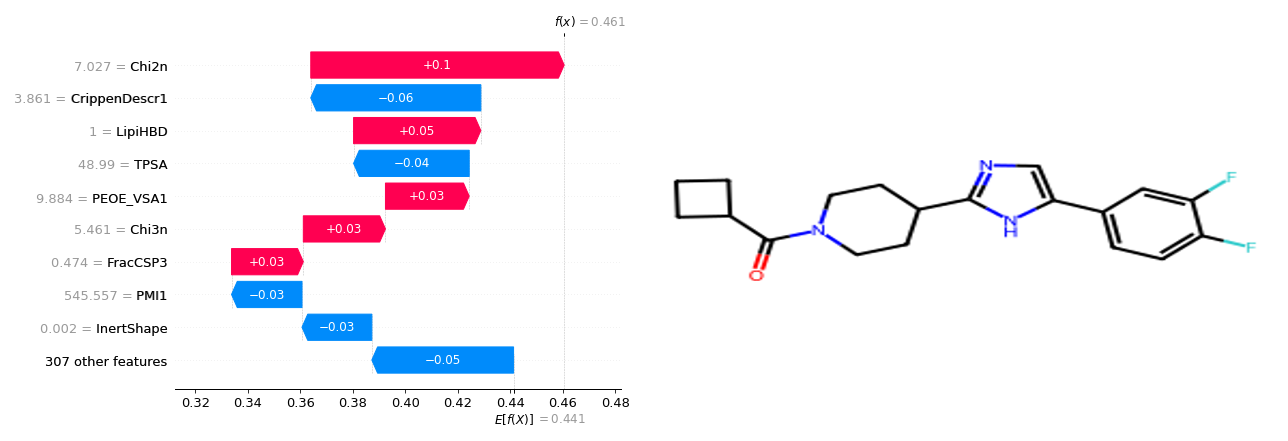 f(x) = 0.461
7.027 = Chi2n
+0.1
3.861 = CrippenDescr1
−0.06
1 = LipiHBD
+0.05
48.99 = TPSA
−0.04
9.884 = PEOE_VSA1
+0.03
5.461 = Chi3n
+0.03
0.474 = FracCSP3
+0.03
545.557 = PMI1
−0.03
0.002 = InertShape
−0.03
307 other features
−0.05
0.32 0.34 0.36 0.38 0.40 0.42 0.44 0.46 0.48
E[f(X)] = 0.441
N
F
N
N
H
F
O